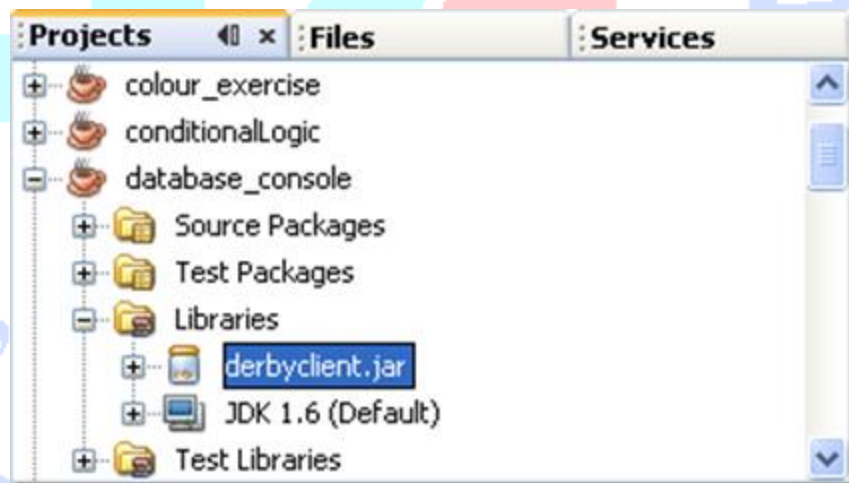 Projects Files Services
colour_exercise
conditionalLogic
database_console
Source Packages
Test Packages
Libraries
derbyclient.jar
JDK 1.6 (Default)
Test Libraries